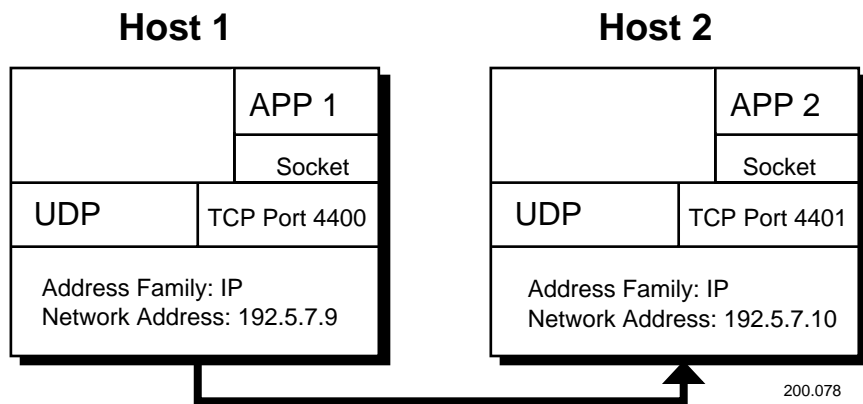 Host 1
APP 1
Socket
UDP
TCP Port 4400
Address Family: IP
Network Address: 192.5.7.9
Host 2
APP 2
Socket
UDP
TCP Port 4401
Address Family: IP
Network Address: 192.5.7.10
200.078